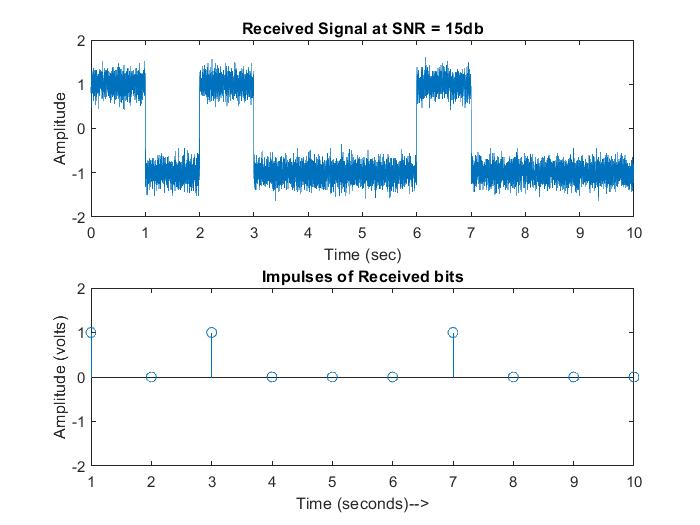 Received Signal at SNR = 15db
2
1
0
-1
-2
Amplitude
0 1 2 3 4 5 6 7 8 9 10
Time (sec)
Impulses of Received bits
2
1
0
-1
-2
Amplitude (volts)
1 2 3 4 5 6 7 8 9 10
Time (seconds)-->